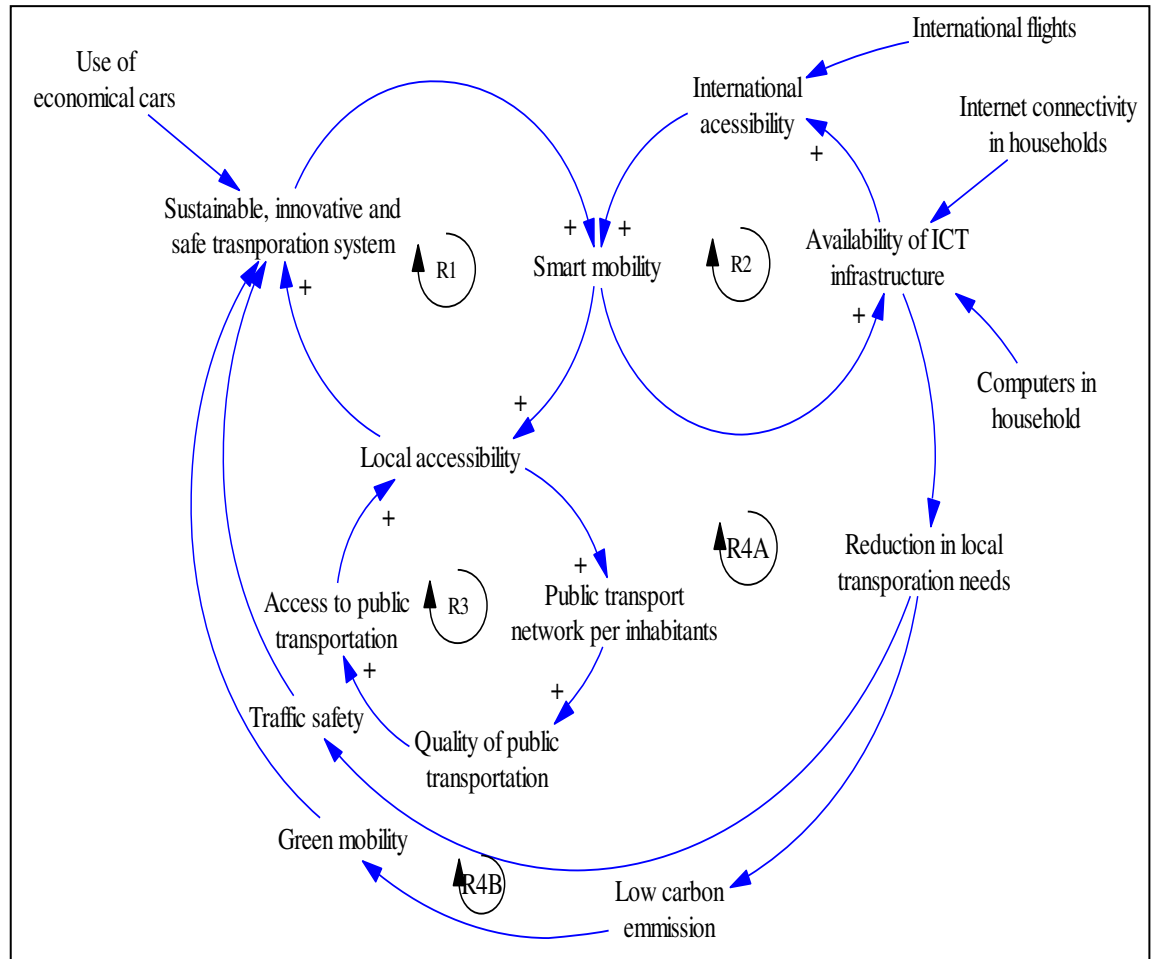 International flights
Use of
economical cars
International
acessibility
Internet connectivity
in households
+
Sustainable, innovative and
safe trasnporation system
+
+
Availability of ICT
infrastructure
R1
Smart mobility
R2
+
+
Computers in
household
+
Local accessibility
+
R4A
Reduction in local
transporation needs
+
Access to public
transportation
R3
Public transport
network per inhabitants
+
+
Traffic safety
Quality of public
transportation
Green mobility
R4B
Low carbon
emmission